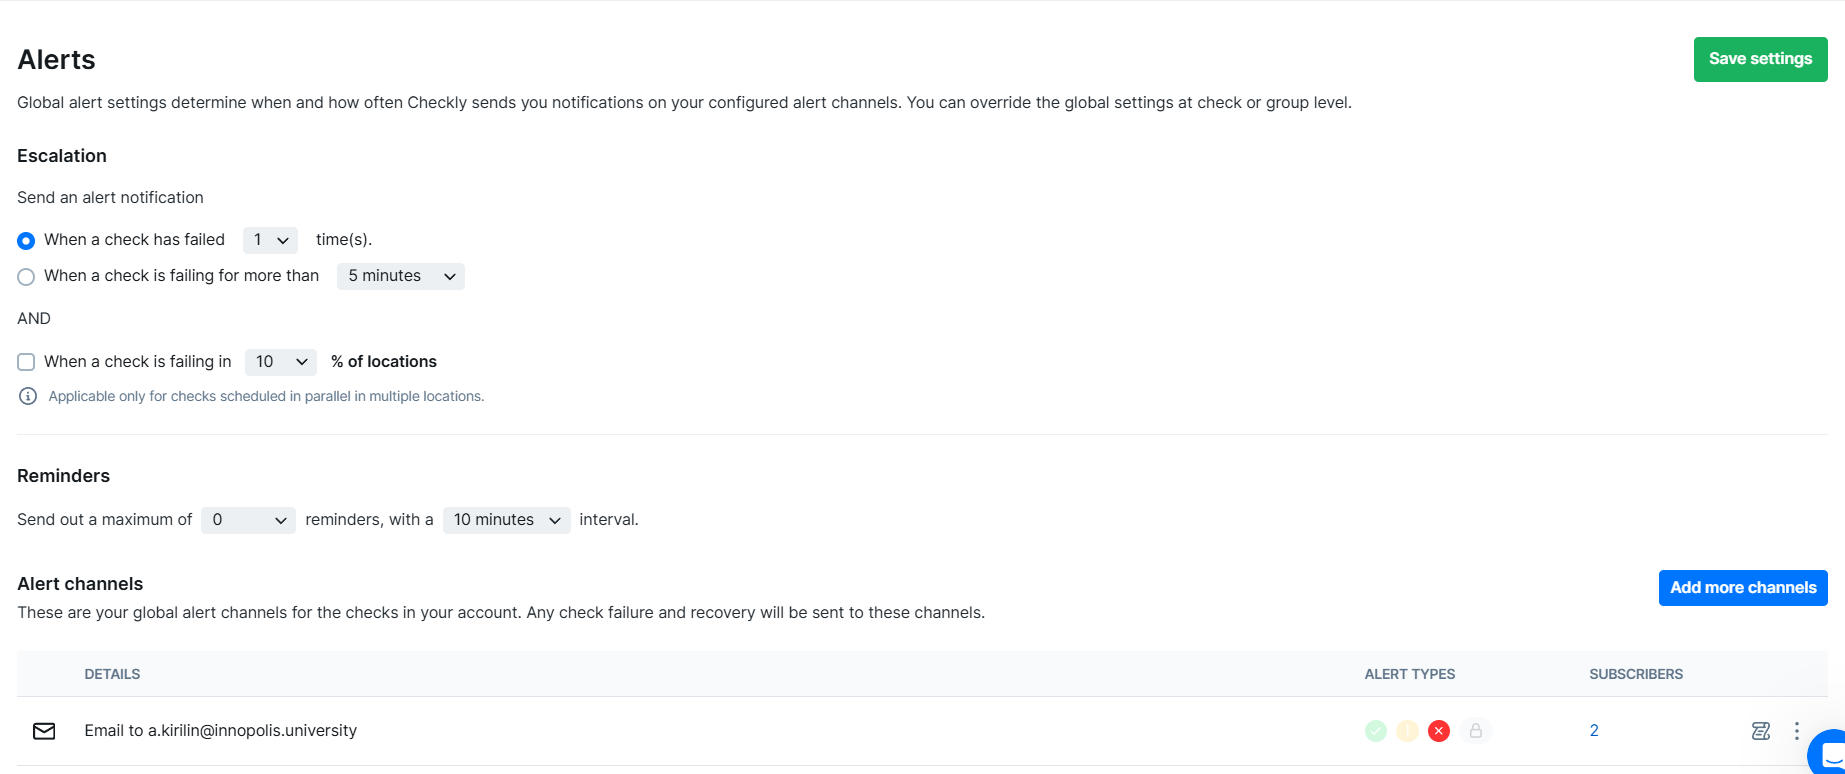 Alerts
Save settings
Global alert settings determine when and how often Checkly sends you notifications on your configured alert channels. You can override the global settings at check or group level.
Escalation
Send an alert notification
When a check has failed 1 time(s).
When a check is failing for more than 5 minutes
AND
When a check is failing in 10 % of locations
Applicable only for checks scheduled in parallel in multiple locations.
Reminders
Send out a maximum of 0 reminders, with a 10 minutes interval.
Alert channels
Add more channels
These are your global alert channels for the checks in your account. Any check failure and recovery will be sent to these channels.
DETAILS ALERT TYPES SUBSCRIBERS
Email to a.kirilin@innopolis.university 2